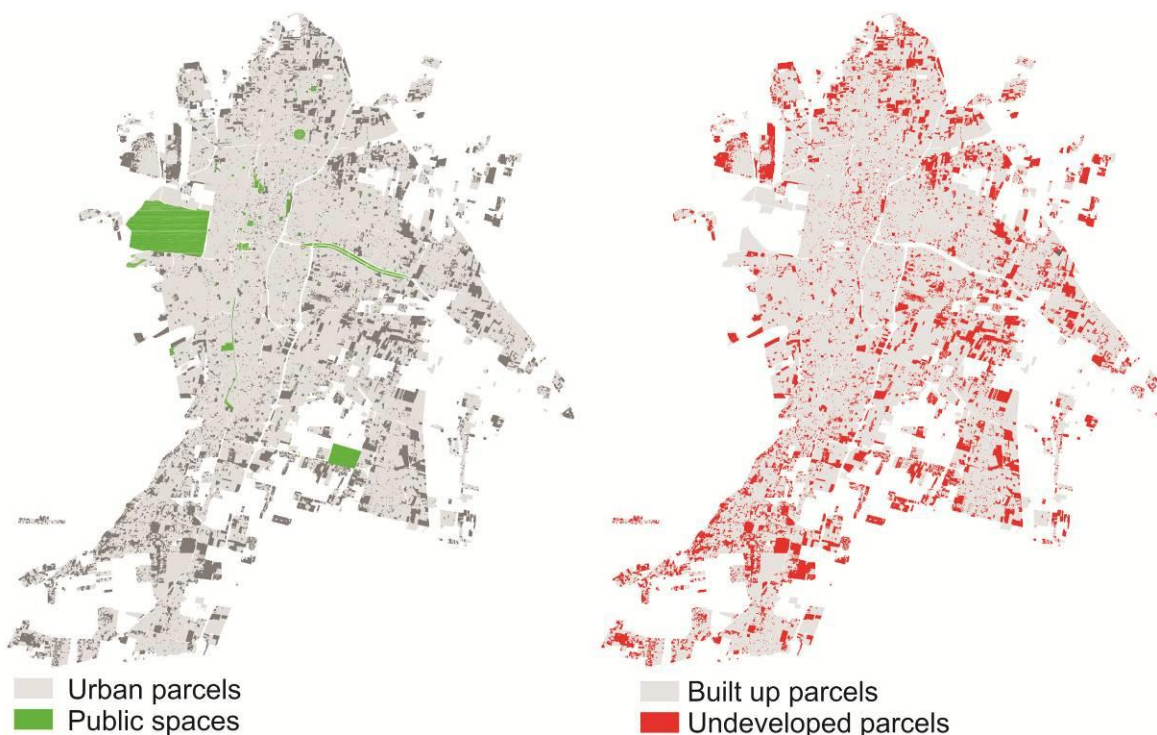 Urban parcels
Public spaces
Built up parcels
Undeveloped parcels